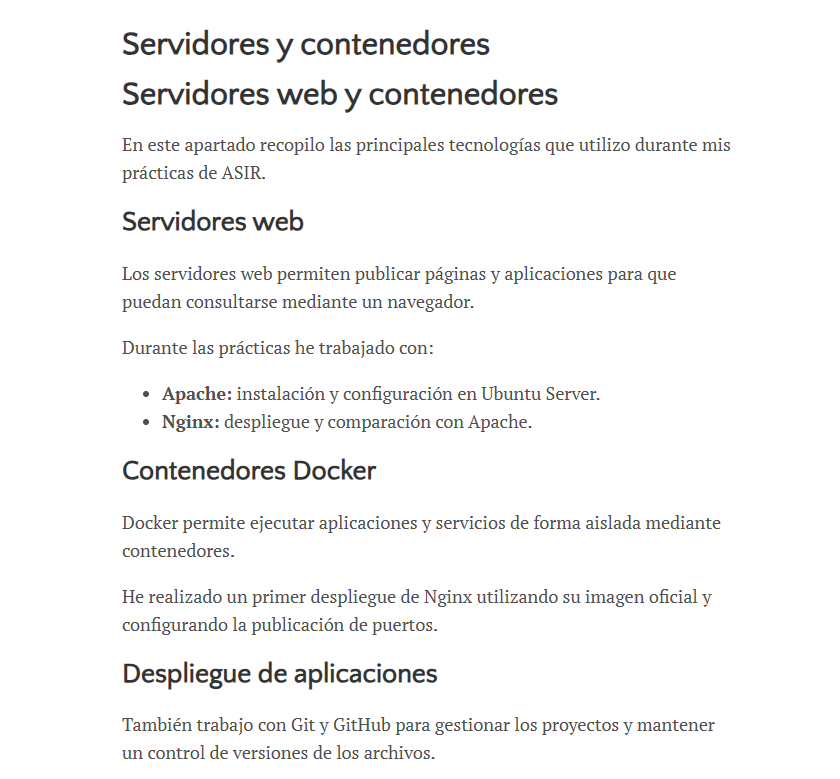 Servidores y contenedores
Servidores web y contenedores
En este apartado recopilo las principales tecnologías que utilizo durante mis
prácticas de ASIR.
Servidores web
Los servidores web permiten publicar páginas y aplicaciones para que
puedan consultarse mediante un navegador.
Durante las prácticas he trabajado con:
• Apache: instalación y configuración en Ubuntu Server.
• Nginx: despliegue y comparación con Apache.
Contenedores Docker
Docker permite ejecutar aplicaciones y servicios de forma aislada mediante
contenedores.
He realizado un primer despliegue de Nginx utilizando su imagen oficial y
configurando la publicación de puertos.
Despliegue de aplicaciones
También trabajo con Git y GitHub para gestionar los proyectos y mantener
un control de versiones de los archivos.